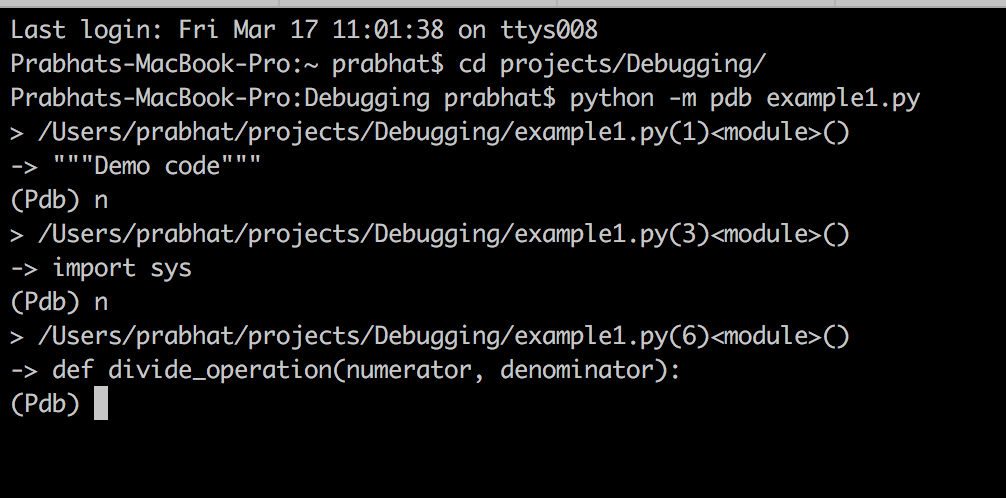 Last login: Fri Mar 17 11:01:38 on ttys008
Prabhats-MacBook-Pro:~ prabhat$ cd projects/Debugging/
Prabhats-MacBook-Pro:Debugging prabhat$ python -m pdb example1.py
> /Users/prabhat/projects/Debugging/example1.py(1)<module>()
-> """Demo code"""
(Pdb) n
> /Users/prabhat/projects/Debugging/example1.py(3)<module>()
-> import sys
(Pdb) n
> /Users/prabhat/projects/Debugging/example1.py(6)<module>()
-> def divide_operation(numerator, denominator):
(Pdb)